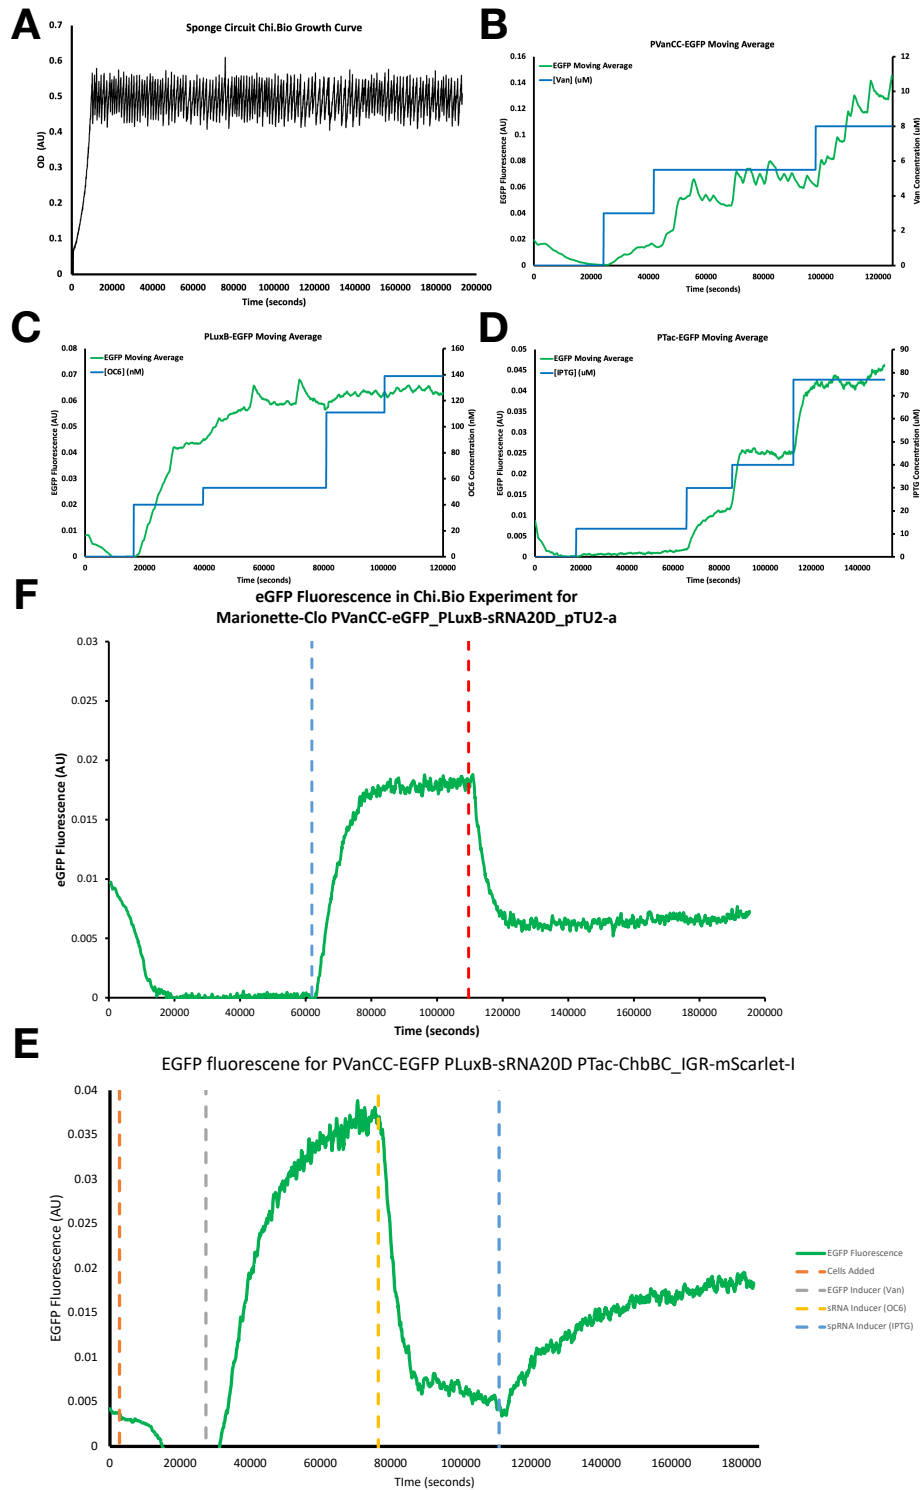 A
Sponge Circuit Chi.Bio Growth Curve
0.7
0.6
0.5
0.4
0.3
0.2
0.1
0
OD (AU)
0 10000 20000 30000 40000 50000 60000 70000 80000 90000 100000
Time (seconds)
B
PVanCC-EGFP Moving Average
EGFP Moving Average
[Van] (uM)
0.16
0.14
0.12
0.1
0.08
0.06
0.04
0.02
0
EGFP Fluorescence (AU)
12
10
8
6
4
2
0
Van Concentration (uM)
0 20000 40000 60000 80000 100000 120000
Time (seconds)
C
PLuxB-EGFP Moving Average
EGFP Moving Average
[OC6] (nM)
0.08
0.07
0.06
0.05
0.04
0.03
0.02
0.01
0
EGFP Fluorescence (AU)
160
140
120
100
80
60
40
20
0
OC6 Concentration (nM)
0 20000 40000 60000 80000 100000 120000
Time (seconds)
D
PTac-EGFP Moving Average
EGFP Moving Average
[IPTG] (uM)
0.05
0.045
0.04
0.035
0.03
0.025
0.02
0.015
0.01
0.005
0
EGFP Fluorescence (AU)
90
80
70
60
50
40
30
20
10
0
IPTG Concentration (uM)
0 20000 40000 60000 80000 100000 120000 140000
Time (seconds)
F
eGFP Fluorescence in Chi.Bio Experiment for
Marionette-Clo PVanCC-eGFP_PLuxB-sRNA20D_pTU2-a
0.03
0.025
0.02
0.015
0.01
0.005
0
eGFP Fluorescence (AU)
0 20000 40000 60000 80000 100000 120000 140000 160000 180000 200000
Time (seconds)
E
EGFP fluorescene for PVanCC-EGFP PLuxB-sRNA20D PTac-ChbBC_IGR-mScarlet-I
0.04
0.035
0.03
0.025
0.02
0.015
0.01
0.005
0
EGFP Fluorescence (AU)
0 20000 40000 60000 80000 100000 120000 140000 160000 180000
TIme (seconds)
EGFP Fluorescence
Cells Added
EGFP Inducer (Van)
sRNA Inducer (OC6)
spRNA Inducer (IPTG)